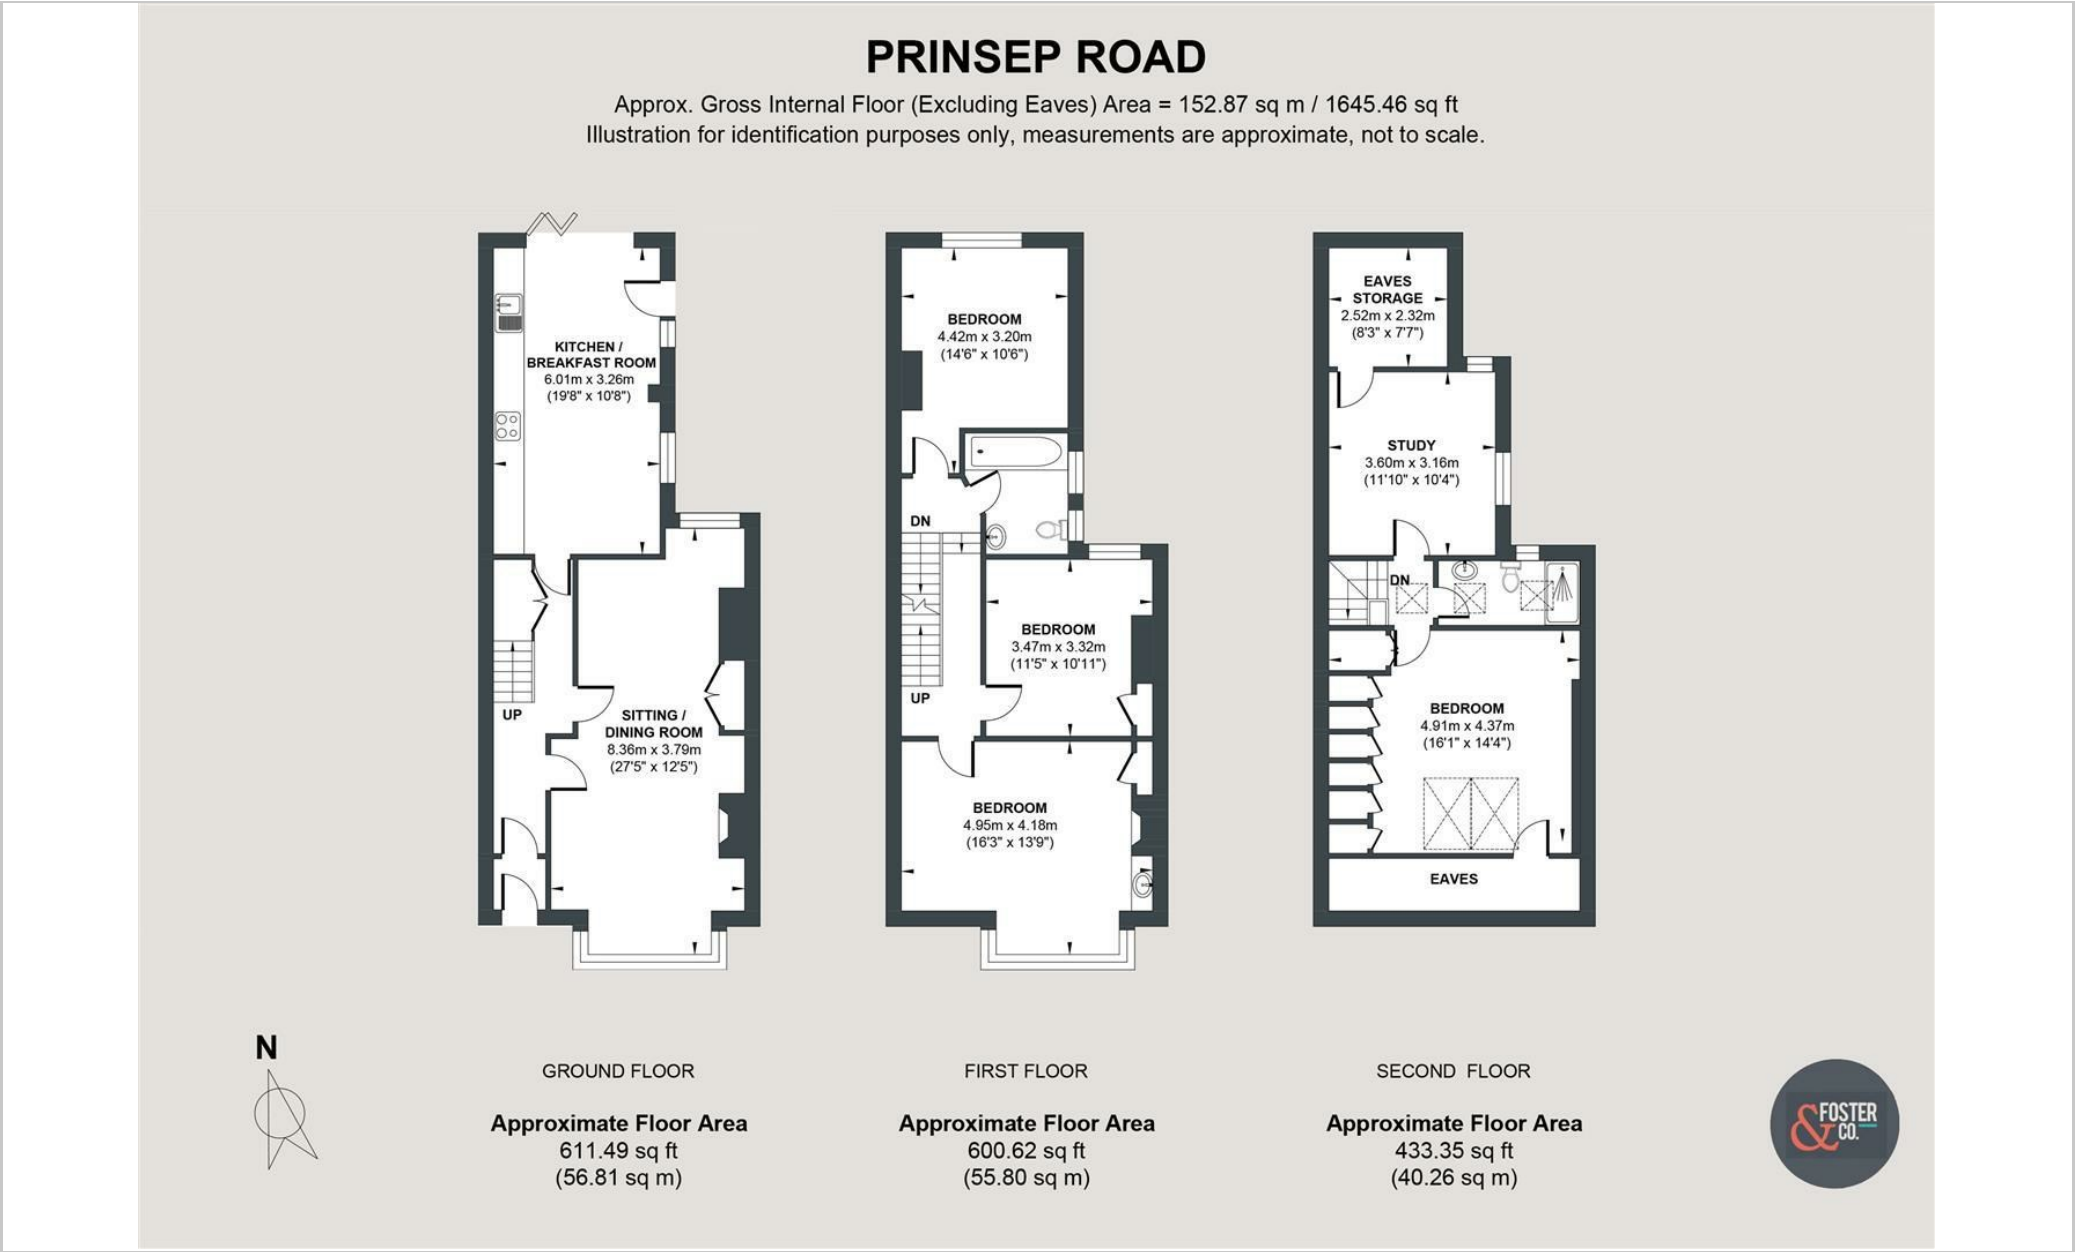 PRINSEP ROAD
Approx. Gross Internal Floor (Excluding Eaves) Area = 152.87 sq m / 1645.46 sq ft
Illustration for identification purposes only, measurements are approximate, not to scale.
KITCHEN /
BREAKFAST ROOM
6.01m x 3.26m
(19'8" x 10'8")
UP
SITTING /
DINING ROOM
8.36m x 3.79m
(27'5" x 12'5")
BEDROOM
4.42m x 3.20m
(14'6" x 10'6")
DN
BEDROOM
3.47m x 3.32m
(11'5" x 10'11")
UP
BEDROOM
4.95m x 4.18m
(16'3" x 13'9")
EAVES
STORAGE
2.52m x 2.32m
(8'3" x 7'7")
STUDY
3.60m x 3.16m
(11'10" x 10'4")
DN
BEDROOM
4.91m x 4.37m
(16'1" x 14'4")
EAVES
N
GROUND FLOOR
Approximate Floor Area
611.49 sq ft
(56.81 sq m)
FIRST FLOOR
Approximate Floor Area
600.62 sq ft
(55.80 sq m)
SECOND FLOOR
Approximate Floor Area
433.35 sq ft
(40.26 sq m)
&FOSTER
CO.